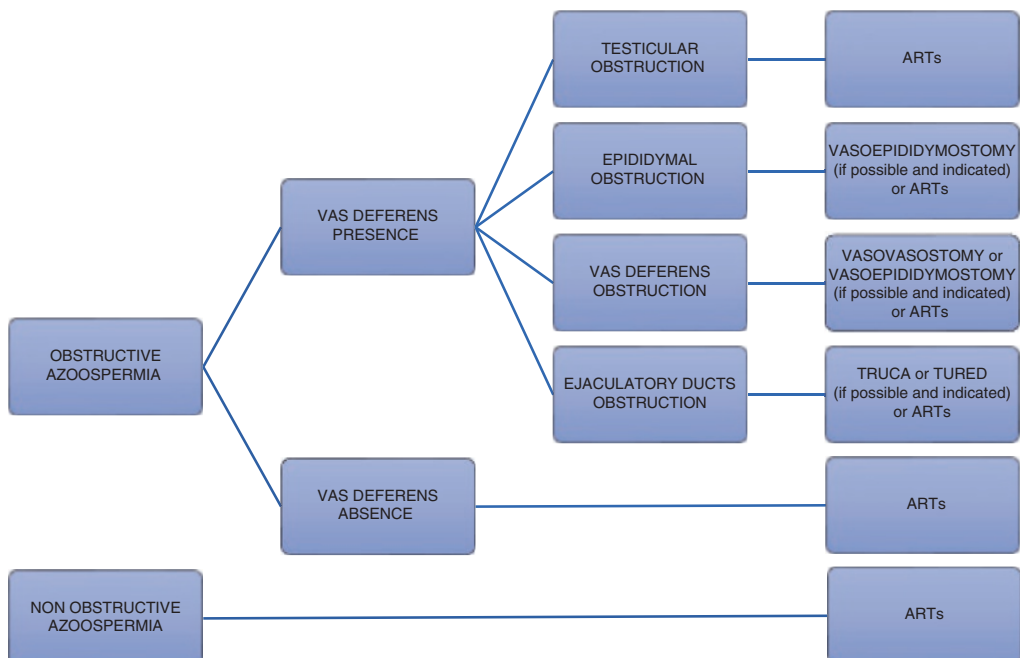 OBSTRUCTIVE
AZOOSPERMIA
VAS DEFERENS
PRESENCE
TESTICULAR
OBSTRUCTION
ARTs
EPIDIDYMAL
OBSTRUCTION
VASOEPIDIDYMOSTOMY
(if possible and indicated)
or ARTs
VAS DEFERENS
OBSTRUCTION
VASOVASOSTOMY or
VASOEPIDIDYMOSTOMY
(if possible and indicated)
or ARTs
EJACULATORY DUCTS
OBSTRUCTION
TRUCA or TURED
(if possible and indicated)
or ARTs
VAS DEFERENS
ABSENCE
ARTs
NON OBSTRUCTIVE
AZOOSPERMIA
ARTs